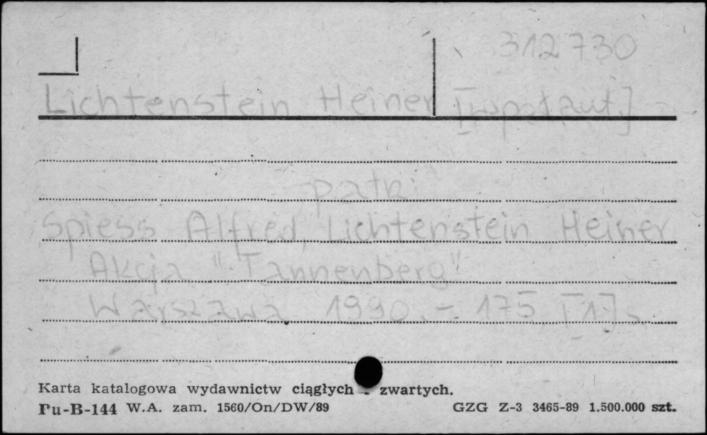 312730
Lichtenstein Heiner [współaut.]
patrz
Spiess Alfred, Lichtenstein Heiner
Akcja "Tannenberg"
Warszawa 1990. - 175, [1] s.
Karta katalogowa wydawnictw ciągłych - zwartych.
Pu-B-144 W.A. zam. 1560/On/DW/89 GZG Z-3 3465-89 1.500.000 szt.